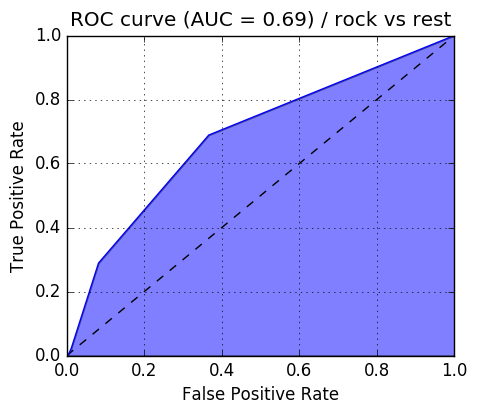 ROC curve (AUC = 0.69) / rock vs rest
1.0
0.8
0.6
0.4
0.2
0.0
True Positive Rate
0.0 0.2 0.4 0.6 0.8 1.0
False Positive Rate